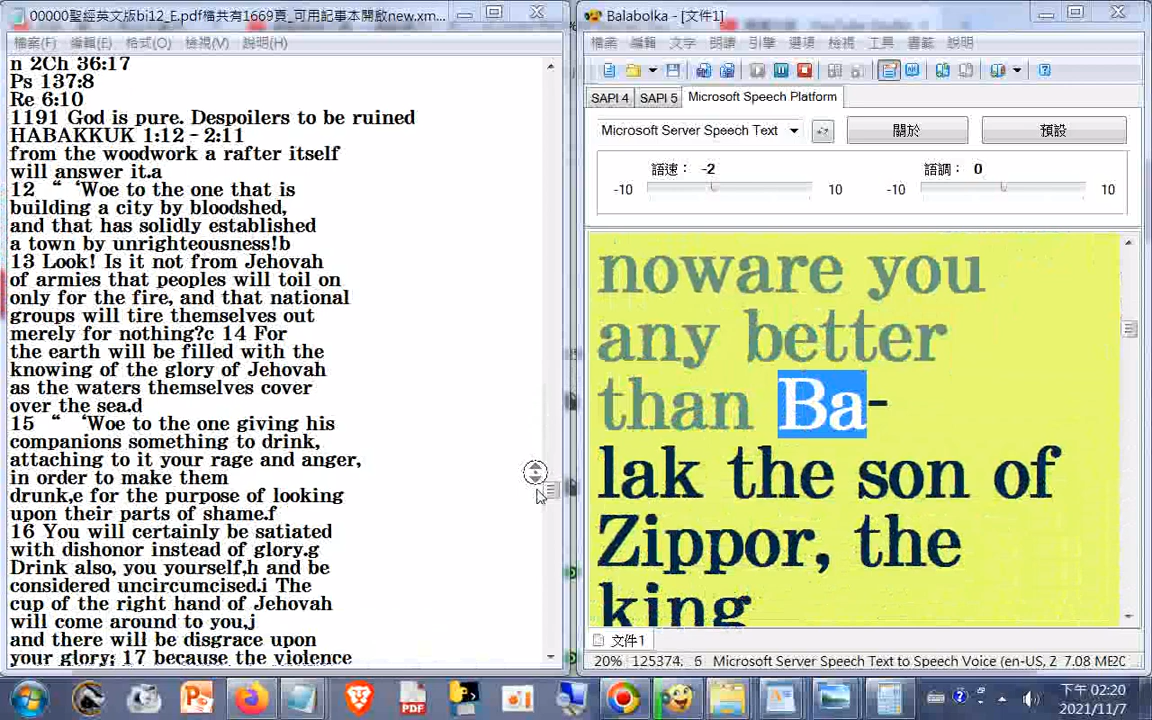 00000聖經英文版bi12_E.pdf檔共有1669頁_可用記事本開啟new.xm...
檔案(F) 編輯(E) 格式(O) 檢視(V) 說明(H)
n 2Ch 36:17
Ps 137:8
Re 6:10
1191 God is pure. Despoilers to be ruined
HABAKKUK 1:12–2:11
from the woodwork a rafter itself
will answer it.a
12 “ ‘Woe to the one that is
building a city by bloodshed,
and that has solidly established
a town by unrighteousness!b
13 Look! Is it not from Jehovah
of armies that peoples will toil on
only for the fire, and that national
groups will tire themselves out
merely for nothing?c 14 For
the earth will be filled with the
knowing of the glory of Jehovah
as the waters themselves cover
over the sea.d
15 “ ‘Woe to the one giving his
companions something to drink,
attaching to it your rage and anger,
in order to make them
drunk,e for the purpose of looking
upon their parts of shame.f
16 You will certainly be satiated
with dishonor instead of glory.g
Drink also, you yourself,h and be
considered uncircumcised.i The
cup of the right hand of Jehovah
will come around to you,j
and there will be disgrace upon
your glory; 17 because the violence
Balabolka - [文件1]
檔案 編輯 文字 朗讀 引擎 選項 檢視 工具 書籤 說明
SAPI 4 SAPI 5 Microsoft Speech Platform
Microsoft Server Speech Text 關於 預設
語速: -2 語調: 0
-10 10 -10 10
noware you
any better
than Ba-
lak the son of
Zippor, the
king
文件1
20% 125374, 6 Microsoft Server Speech Text to Speech Voice (en-US, 2 7.08 ME
PDF
下午 02:20
2021/11/7